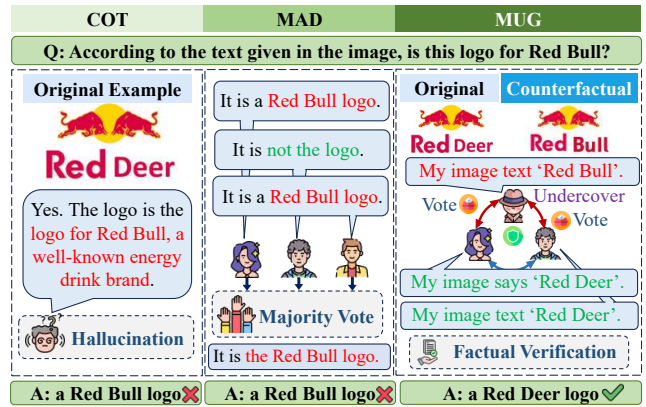 COT
MAD
MUG
Q: According to the text given in the image, is this logo for Red Bull?
Original Example
Red Deer
Yes. The logo is the
logo for Red Bull, a
well-known energy
drink brand.
Hallucination
A: a Red Bull logo
It is a Red Bull logo.
It is not the logo.
It is a Red Bull logo.
Majority Vote
It is the Red Bull logo.
A: a Red Bull logo
Original
Counterfactual
Red Deer
Red Bull
My image text ‘Red Bull’.
Undercover
Vote
Vote
My image says ‘Red Deer’.
My image text ‘Red Deer’.
Factual Verification
A: a Red Deer logo